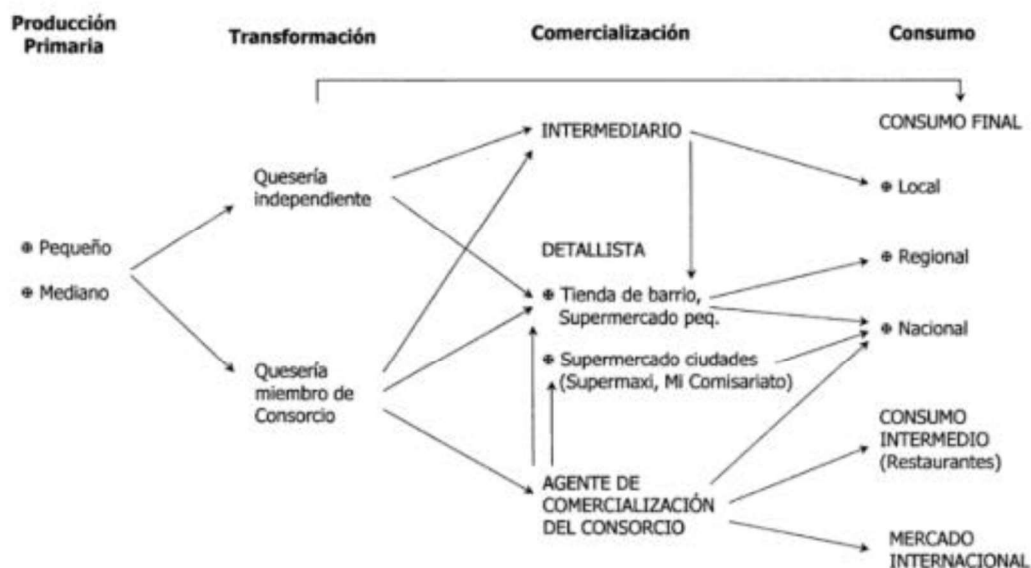 Producción
Primaria
Transformación
Comercialización
Consumo
INTERMEDIARIO
CONSUMO FINAL
Quesería
independiente
⊕ Local
⊕ Pequeño
⊕ Mediano
DETALLISTA
⊕ Regional
⊕ Tienda de barrio,
Supermercado peq.
⊕ Nacional
Quesería
miembro de
Consorcio
⊕ Supermercado ciudades
(Supermaxi, Mi Comisariato)
CONSUMO
INTERMEDIO
(Restaurantes)
AGENTE DE
COMERCIALIZACIÓN
DEL CONSORCIO
MERCADO
INTERNACIONAL